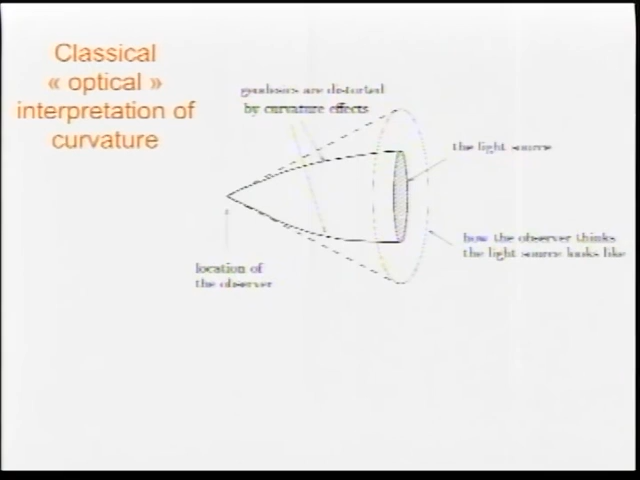 Classical
« optical »
interpretation of
curvature
geodesics are distorted
by curvature effects
the light source
how the observer thinks
the light source looks like
location of
the observer